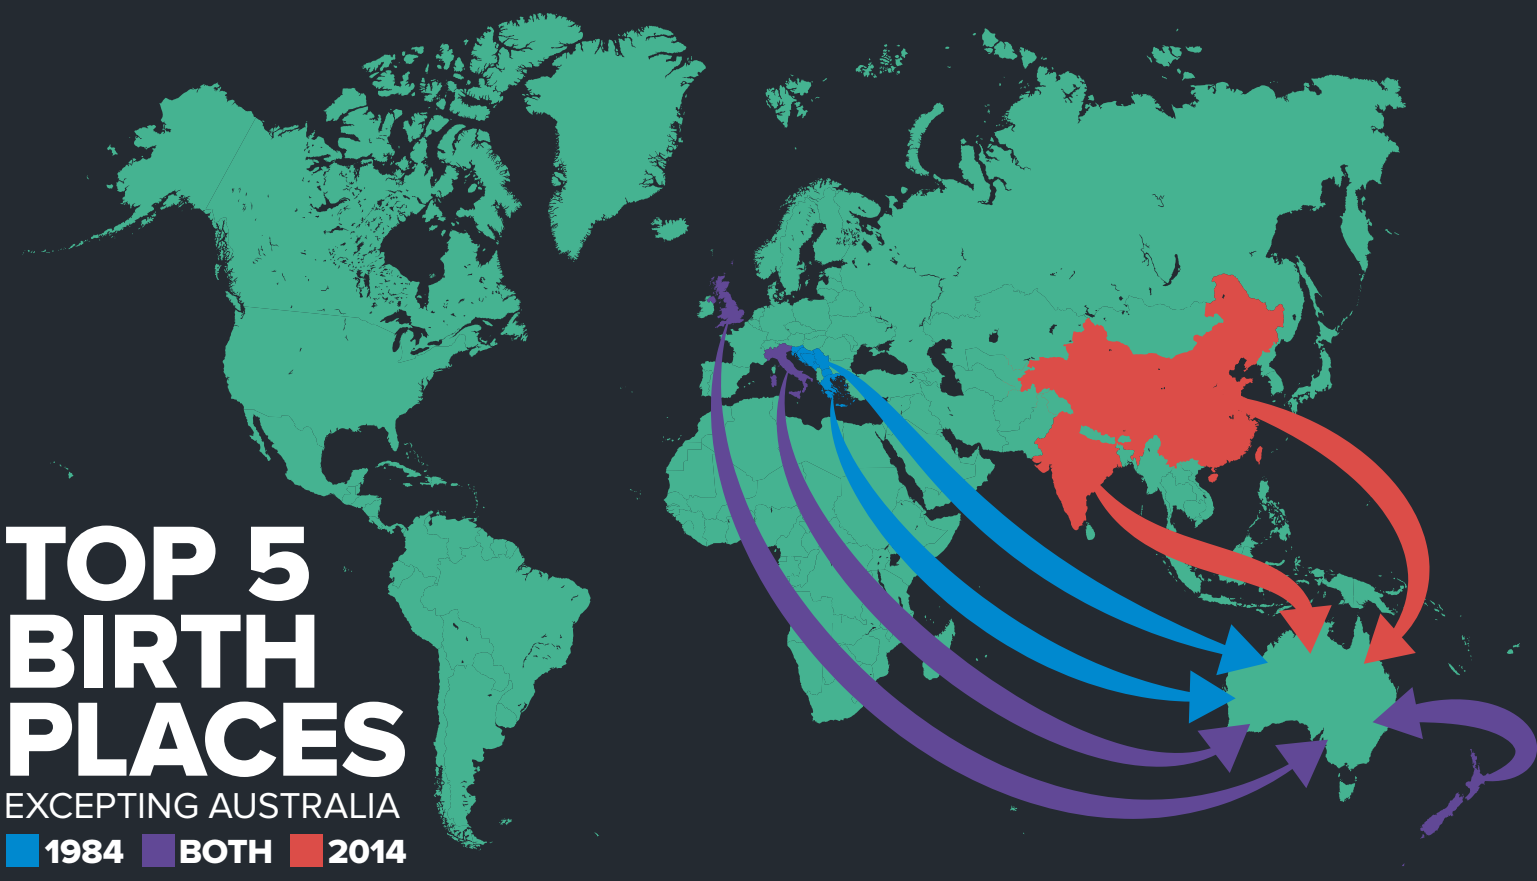 TOP 5
BIRTH
PLACES
EXCEPTING AUSTRALIA
1984 BOTH 2014